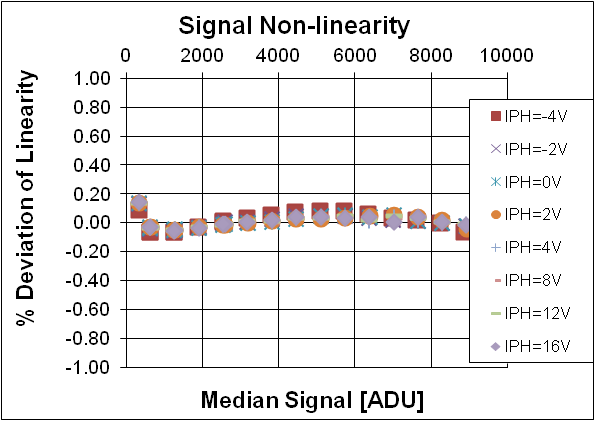 Signal Non-linearity
0 2000 4000 6000 8000 10000
% Deviation of Linearity
1.00
0.80
0.60
0.40
0.20
0.00
-0.20
-0.40
-0.60
-0.80
-1.00
IPH=-4V
IPH=-2V
IPH=0V
IPH=2V
IPH=4V
IPH=8V
IPH=12V
IPH=16V
Median Signal [ADU]